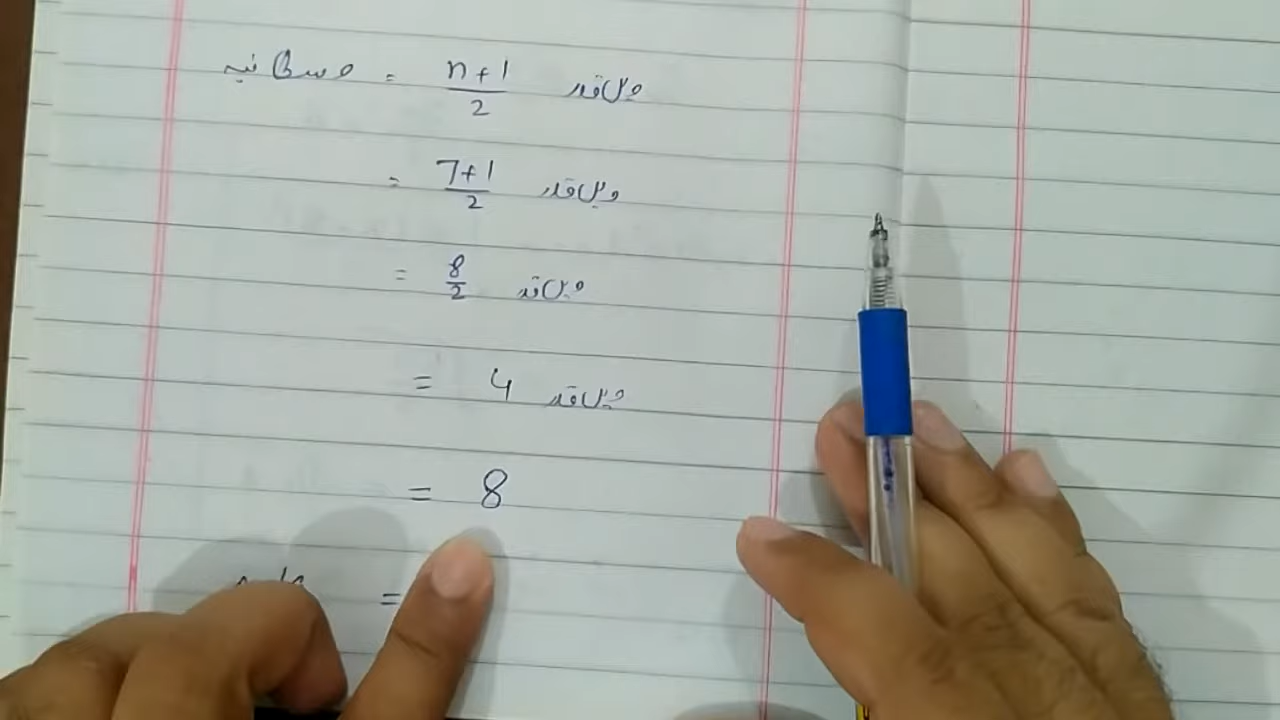 وسطانیہ = n+1/2 ویں قدر
= 7+1/2 ویں قدر
= 8/2 ویں قدر
= 4 ویں قدر
= 8
=